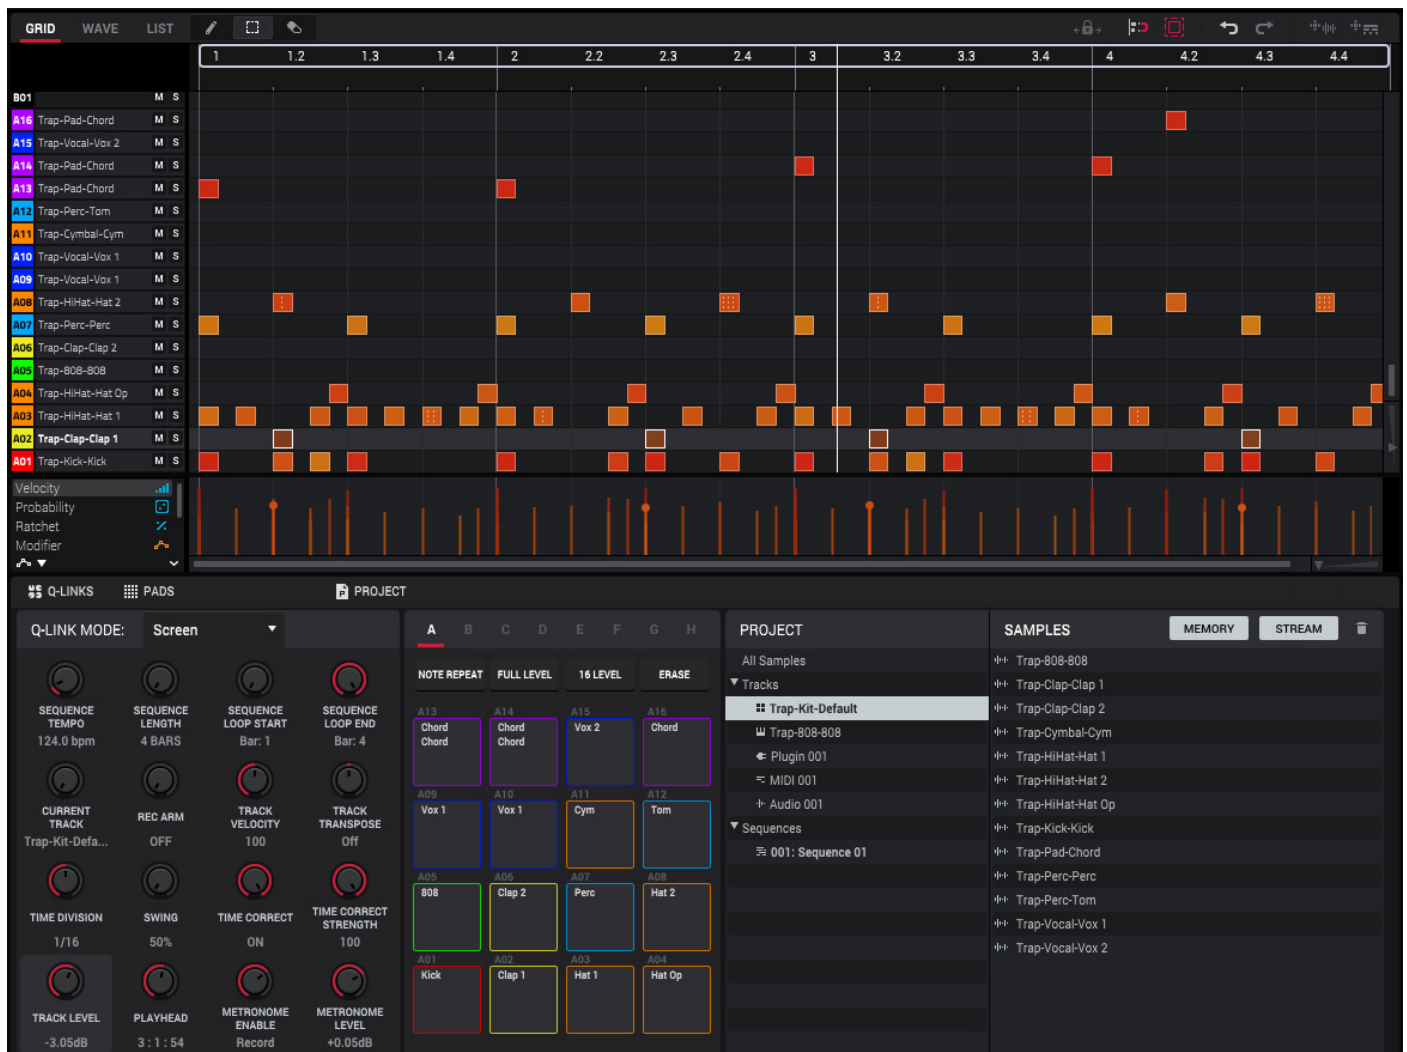 GRID WAVE LIST
1 1.2 1.3 1.4 2 2.2 2.3 2.4 3 3.2 3.3 3.4 4 4.2 4.3 4.4
B01 M S
A16 Trap-Pad-Chord M S
A15 Trap-Vocal-Vox 2 M S
A14 Trap-Pad-Chord M S
A13 Trap-Pad-Chord M S
A12 Trap-Perc-Tom M S
A11 Trap-Cymbal-Cym M S
A10 Trap-Vocal-Vox 1 M S
A09 Trap-Vocal-Vox 1 M S
A08 Trap-HiHat-Hat 2 M S
A07 Trap-Perc-Perc M S
A06 Trap-Clap-Clap 2 M S
A05 Trap-808-808 M S
A04 Trap-HiHat-Hat Op M S
A03 Trap-HiHat-Hat 1 M S
A02 Trap-Clap-Clap 1 M S
A01 Trap-Kick-Kick M S
Velocity
Probability
Ratchet
Modifier
Q-LINKS PADS PROJECT
Q-LINK MODE: Screen
SEQUENCE TEMPO
124.0 bpm
SEQUENCE LENGTH
4 BARS
SEQUENCE LOOP START
Bar: 1
SEQUENCE LOOP END
Bar: 4
CURRENT TRACK
Trap-Kit-Defa...
REC ARM
OFF
TRACK VELOCITY
100
TRACK TRANSPOSE
Off
TIME DIVISION
1/16
SWING
50%
TIME CORRECT
ON
TIME CORRECT STRENGTH
100
TRACK LEVEL
-3.05dB
PLAYHEAD
3:1:54
METRONOME ENABLE
Record
METRONOME LEVEL
+0.05dB
A B C D E F G H
NOTE REPEAT FULL LEVEL 16 LEVEL ERASE
A13 A14 A15 A16
Chord Chord Vox 2 Chord
Chord Chord
A09 A10 A11 A12
Vox 1 Vox 1 Cym Tom
A05 A06 A07 A08
808 Clap 2 Perc Hat 2
A01 A02 A03 A04
Kick Clap 1 Hat 1 Hat Op
PROJECT
All Samples
Tracks
Trap-Kit-Default
Trap-808-808
Plugin 001
MIDI 001
Audio 001
Sequences
001: Sequence 01
SAMPLES MEMORY STREAM
Trap-808-808
Trap-Clap-Clap 1
Trap-Clap-Clap 2
Trap-Cymbal-Cym
Trap-HiHat-Hat 1
Trap-HiHat-Hat 2
Trap-HiHat-Hat Op
Trap-Kick-Kick
Trap-Pad-Chord
Trap-Perc-Perc
Trap-Perc-Tom
Trap-Vocal-Vox 1
Trap-Vocal-Vox 2